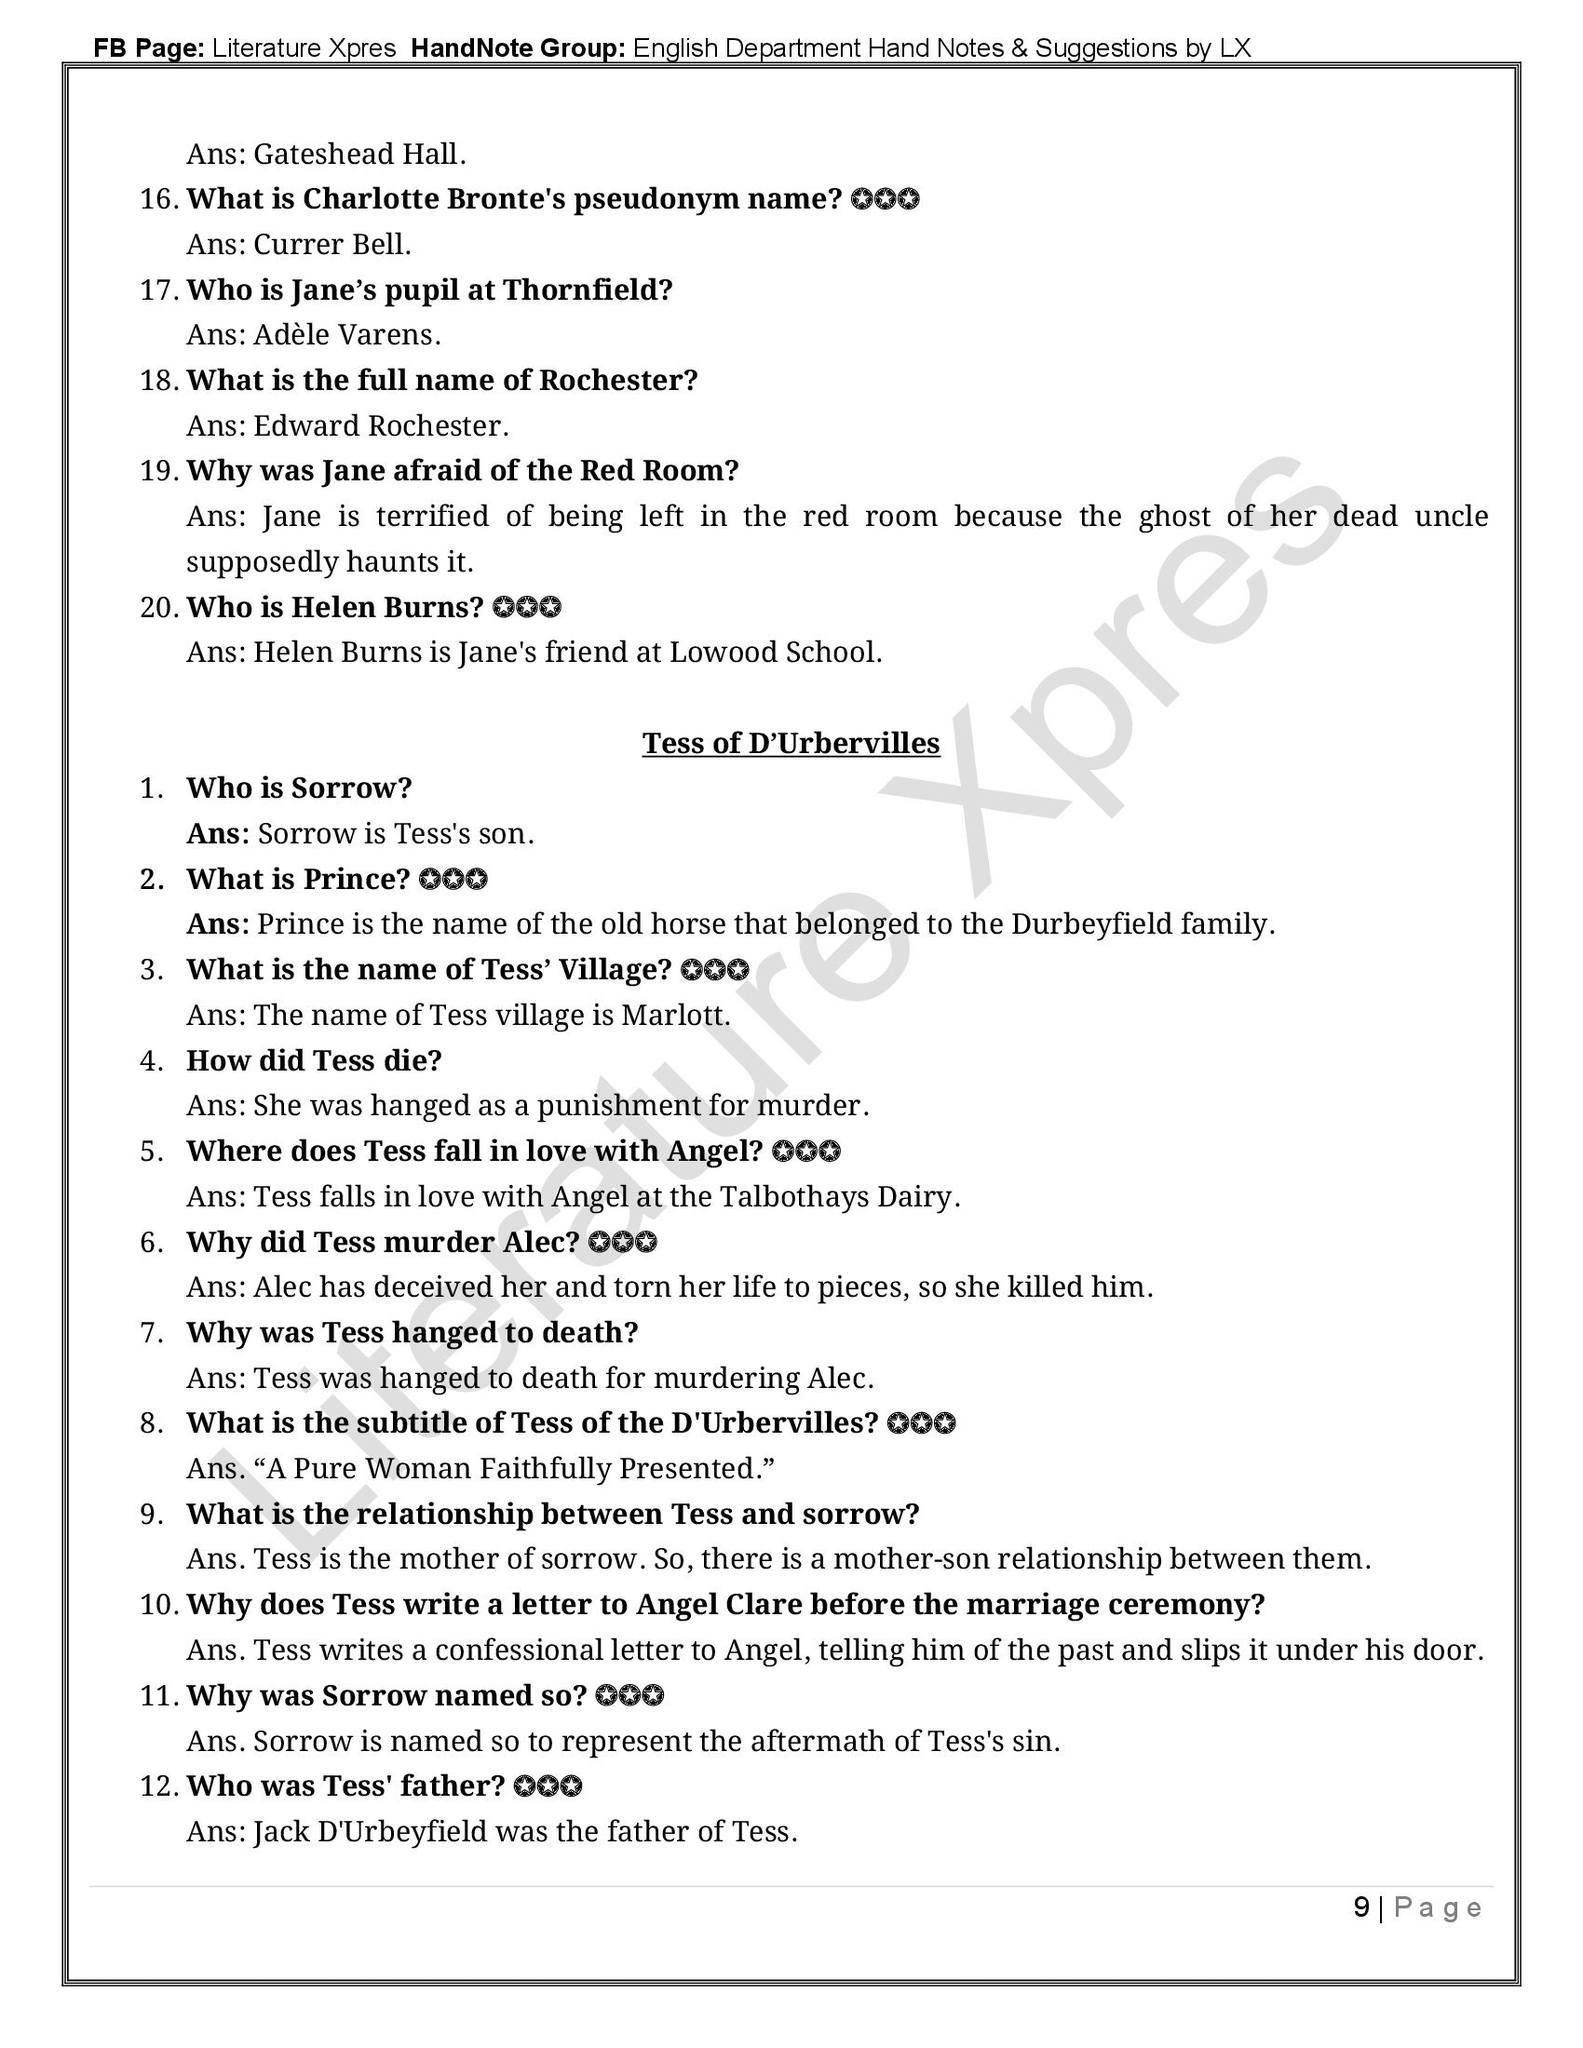 FB Page: Literature Xpres HandNote Group: English Department Hand Notes & Suggestions by LX
Ans: Gateshead Hall.
16. What is Charlotte Bronte's pseudonym name? ✪✪✪
Ans: Currer Bell.
17. Who is Jane’s pupil at Thornfield?
Ans: Adèle Varens.
18. What is the full name of Rochester?
Ans: Edward Rochester.
19. Why was Jane afraid of the Red Room?
Ans: Jane is terrified of being left in the red room because the ghost of her dead uncle
supposedly haunts it.
20. Who is Helen Burns? ✪✪✪
Ans: Helen Burns is Jane's friend at Lowood School.
Tess of D’Urbervilles
1. Who is Sorrow?
Ans: Sorrow is Tess's son.
2. What is Prince? ✪✪✪
Ans: Prince is the name of the old horse that belonged to the Durbeyfield family.
3. What is the name of Tess’ Village? ✪✪✪
Ans: The name of Tess village is Marlott.
4. How did Tess die?
Ans: She was hanged as a punishment for murder.
5. Where does Tess fall in love with Angel? ✪✪✪
Ans: Tess falls in love with Angel at the Talbothays Dairy.
6. Why did Tess murder Alec? ✪✪✪
Ans: Alec has deceived her and torn her life to pieces, so she killed him.
7. Why was Tess hanged to death?
Ans: Tess was hanged to death for murdering Alec.
8. What is the subtitle of Tess of the D'Urbervilles? ✪✪✪
Ans. “A Pure Woman Faithfully Presented.”
9. What is the relationship between Tess and sorrow?
Ans. Tess is the mother of sorrow. So, there is a mother-son relationship between them.
10. Why does Tess write a letter to Angel Clare before the marriage ceremony?
Ans. Tess writes a confessional letter to Angel, telling him of the past and slips it under his door.
11. Why was Sorrow named so? ✪✪✪
Ans. Sorrow is named so to represent the aftermath of Tess's sin.
12. Who was Tess' father? ✪✪✪
Ans: Jack D'Urbeyfield was the father of Tess.
9 | Page
Literature Xpres